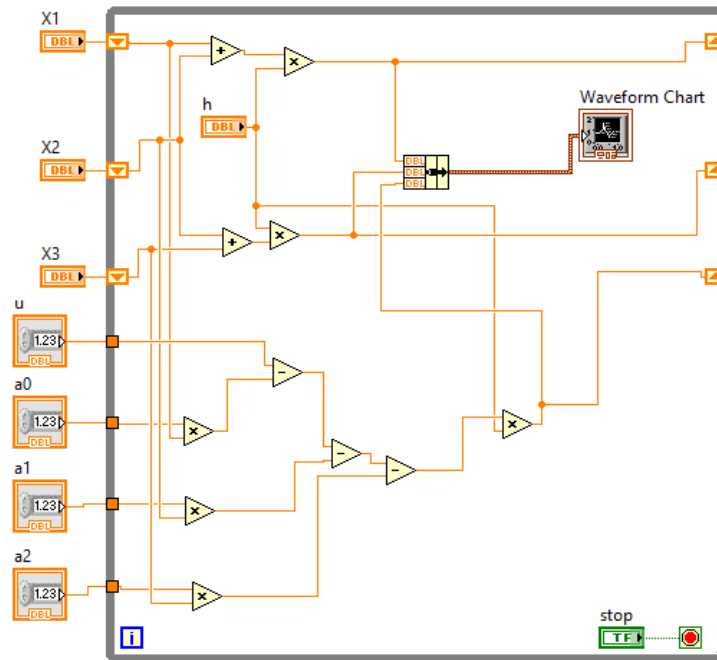 X1
DBL
h
DBL
Waveform Chart
X2
DBL
DBL
DBL
DBL
X3
DBL
u
1.23
DBL
a0
1.23
DBL
a1
1.23
DBL
a2
1.23
DBL
i
stop
TF